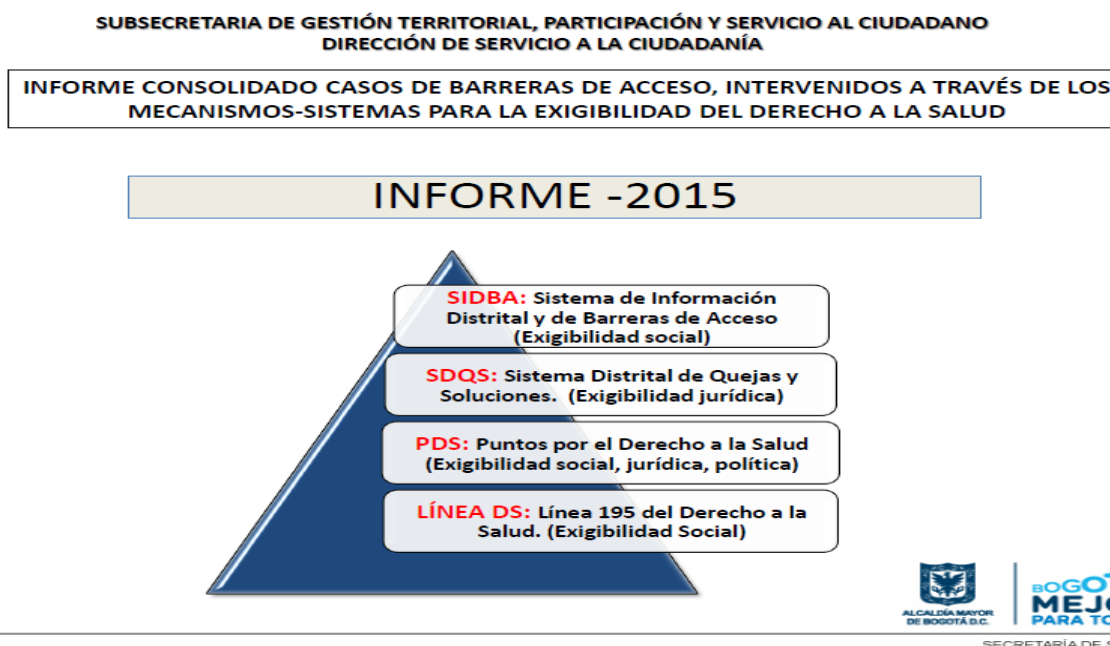 SUBSECRETARIA DE GESTIÓN TERRITORIAL, PARTICIPACIÓN Y SERVICIO AL CIUDADANO
DIRECCIÓN DE SERVICIO A LA CIUDADANÍA
INFORME CONSOLIDADO CASOS DE BARRERAS DE ACCESO, INTERVENIDOS A TRAVÉS DE LOS
MECANISMOS-SISTEMAS PARA LA EXIGIBILIDAD DEL DERECHO A LA SALUD
INFORME -2015
SIDBA: Sistema de Información
Distrital y de Barreras de Acceso
(Exigibilidad social)
SDQS: Sistema Distrital de Quejas y
Soluciones. (Exigibilidad jurídica)
PDS: Puntos por el Derecho a la Salud
(Exigibilidad social, jurídica, política)
LÍNEA DS: Línea 195 del Derecho a la
Salud. (Exigibilidad Social)
ALCALDÍA MAYOR
DE BOGOTÁ D.C.
PARA
SECRETARÍA DE